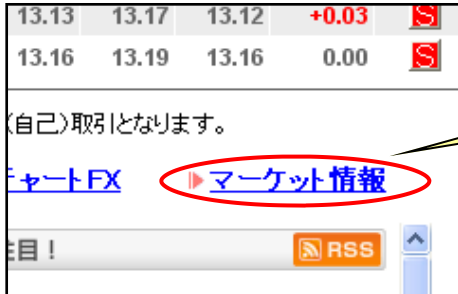 13.13 13.17 13.12 +0.03 S
13.16 13.19 13.16 0.00 S
(自己)取引となります。
チャートFX マーケット情報
注目! RSS